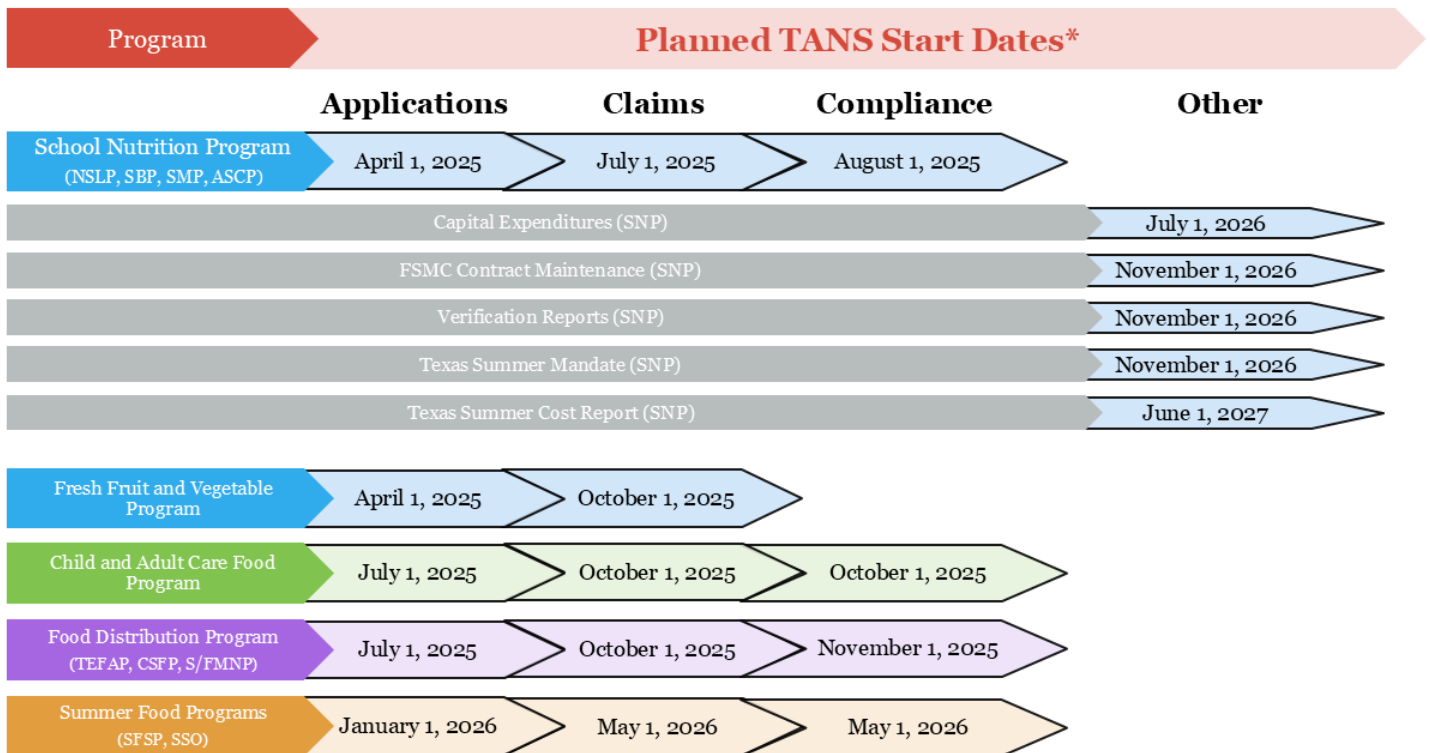 Program
Planned TANS Start Dates*
Applications Claims Compliance Other
School Nutrition Program
(NSLP, SBP, SMP, ASCP)
April 1, 2025 July 1, 2025 August 1, 2025
Capital Expenditures (SNP) July 1, 2026
FSMC Contract Maintenance (SNP) November 1, 2026
Verification Reports (SNP) November 1, 2026
Texas Summer Mandate (SNP) November 1, 2026
Texas Summer Cost Report (SNP) June 1, 2027
Fresh Fruit and Vegetable
Program
April 1, 2025 October 1, 2025
Child and Adult Care Food
Program
July 1, 2025 October 1, 2025 October 1, 2025
Food Distribution Program
(TEFAP, CSFP, S/FMNP)
July 1, 2025 October 1, 2025 November 1, 2025
Summer Food Programs
(SFSP, SSO)
January 1, 2026 May 1, 2026 May 1, 2026